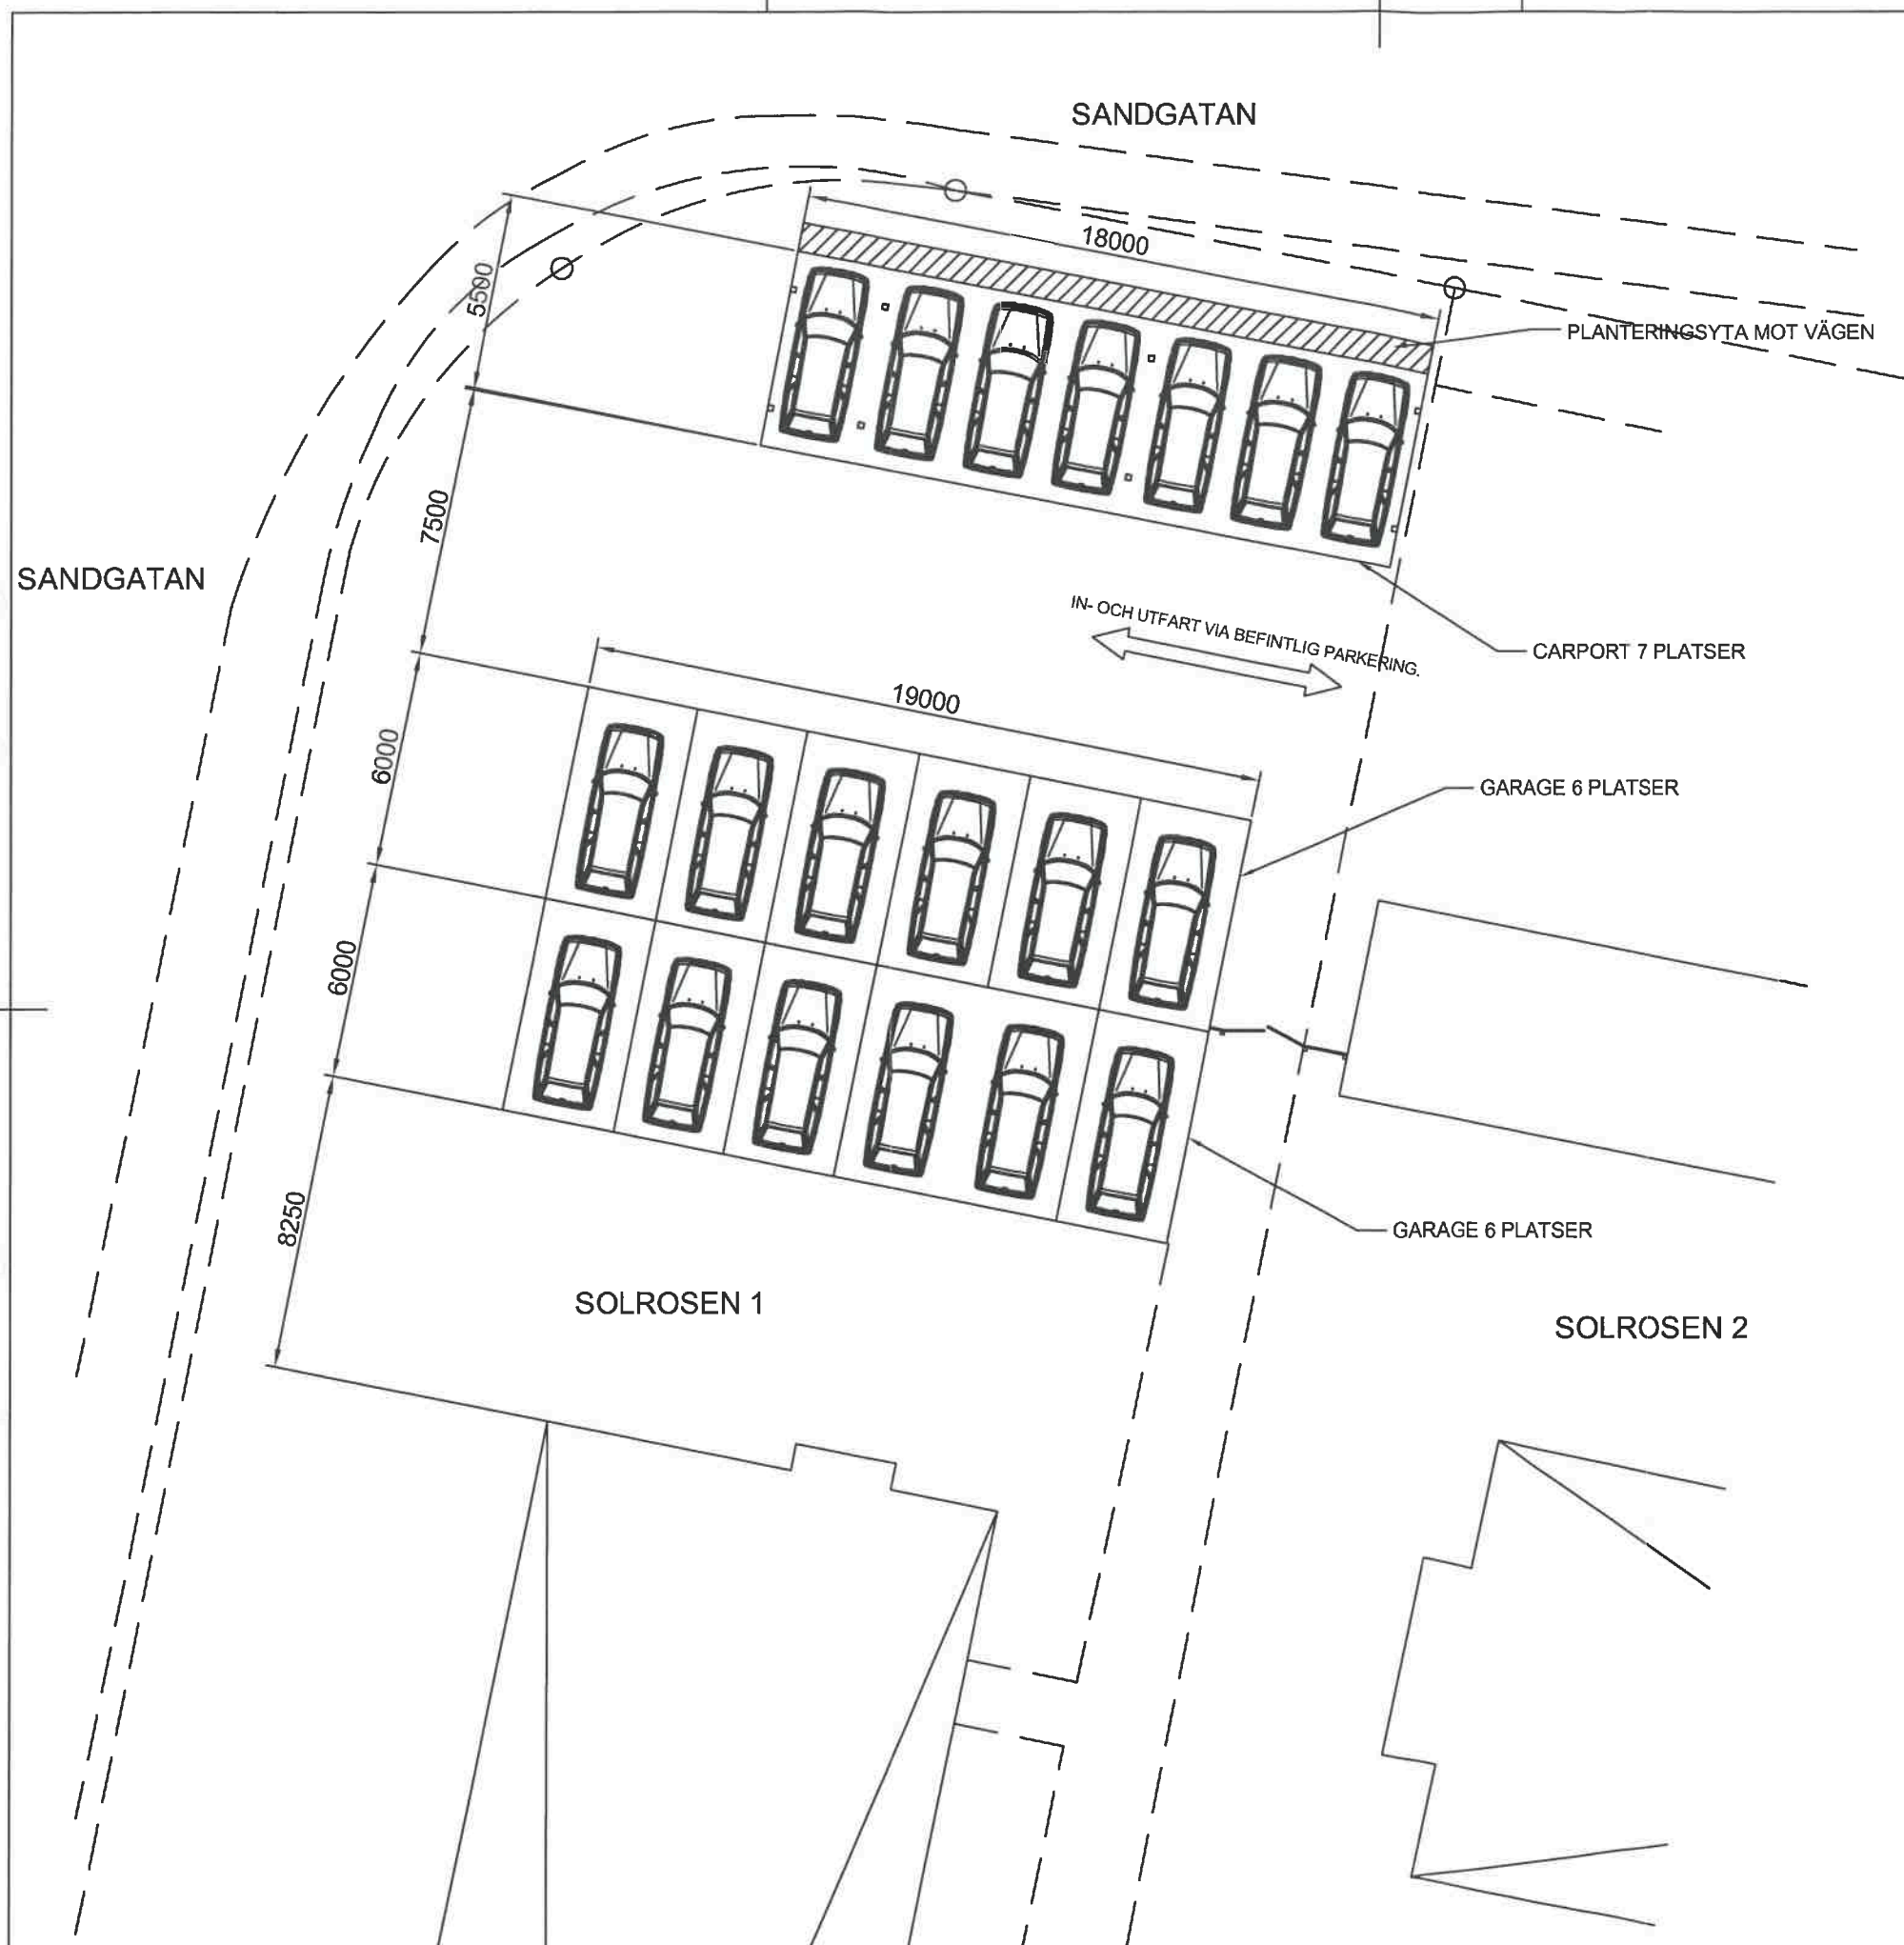 SANDGATAN
18000
5500
PLANTERINGSYTA MOT VÄGEN
7500
SANDGATAN
IN- OCH UTFART VIA BEFINTLIG PARKERING.
CARPORT 7 PLATSER
19000
6000
GARAGE 6 PLATSER
6000
8250
GARAGE 6 PLATSER
SOLROSEN 1
SOLROSEN 2